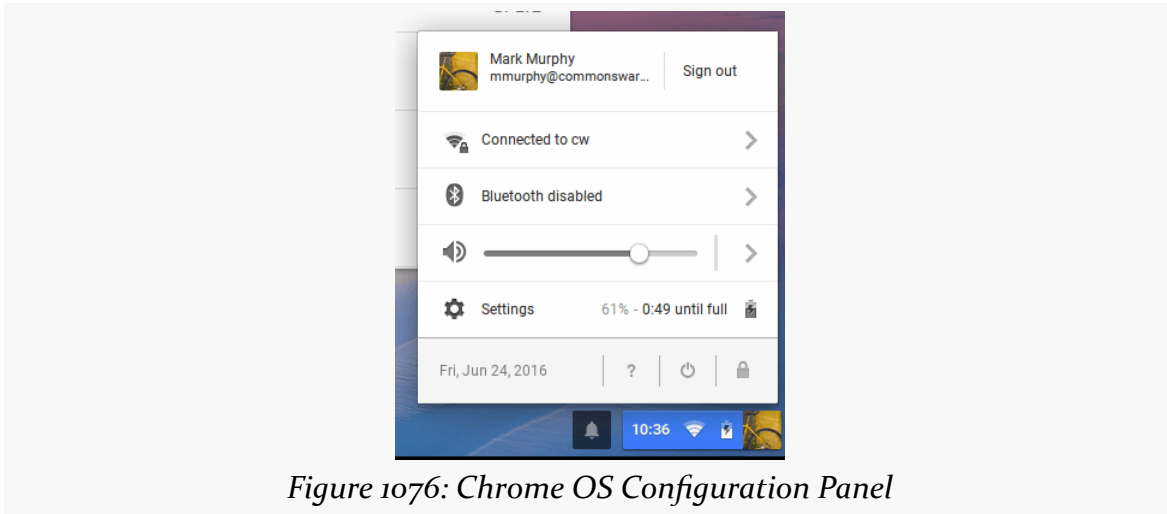 Mark Murphy
mmurphy@commonswar...
Sign out
Connected to cw
Bluetooth disabled
Settings 61% - 0:49 until full
Fri, Jun 24, 2016 ?
10:36
Figure 1076: Chrome OS Configuration Panel